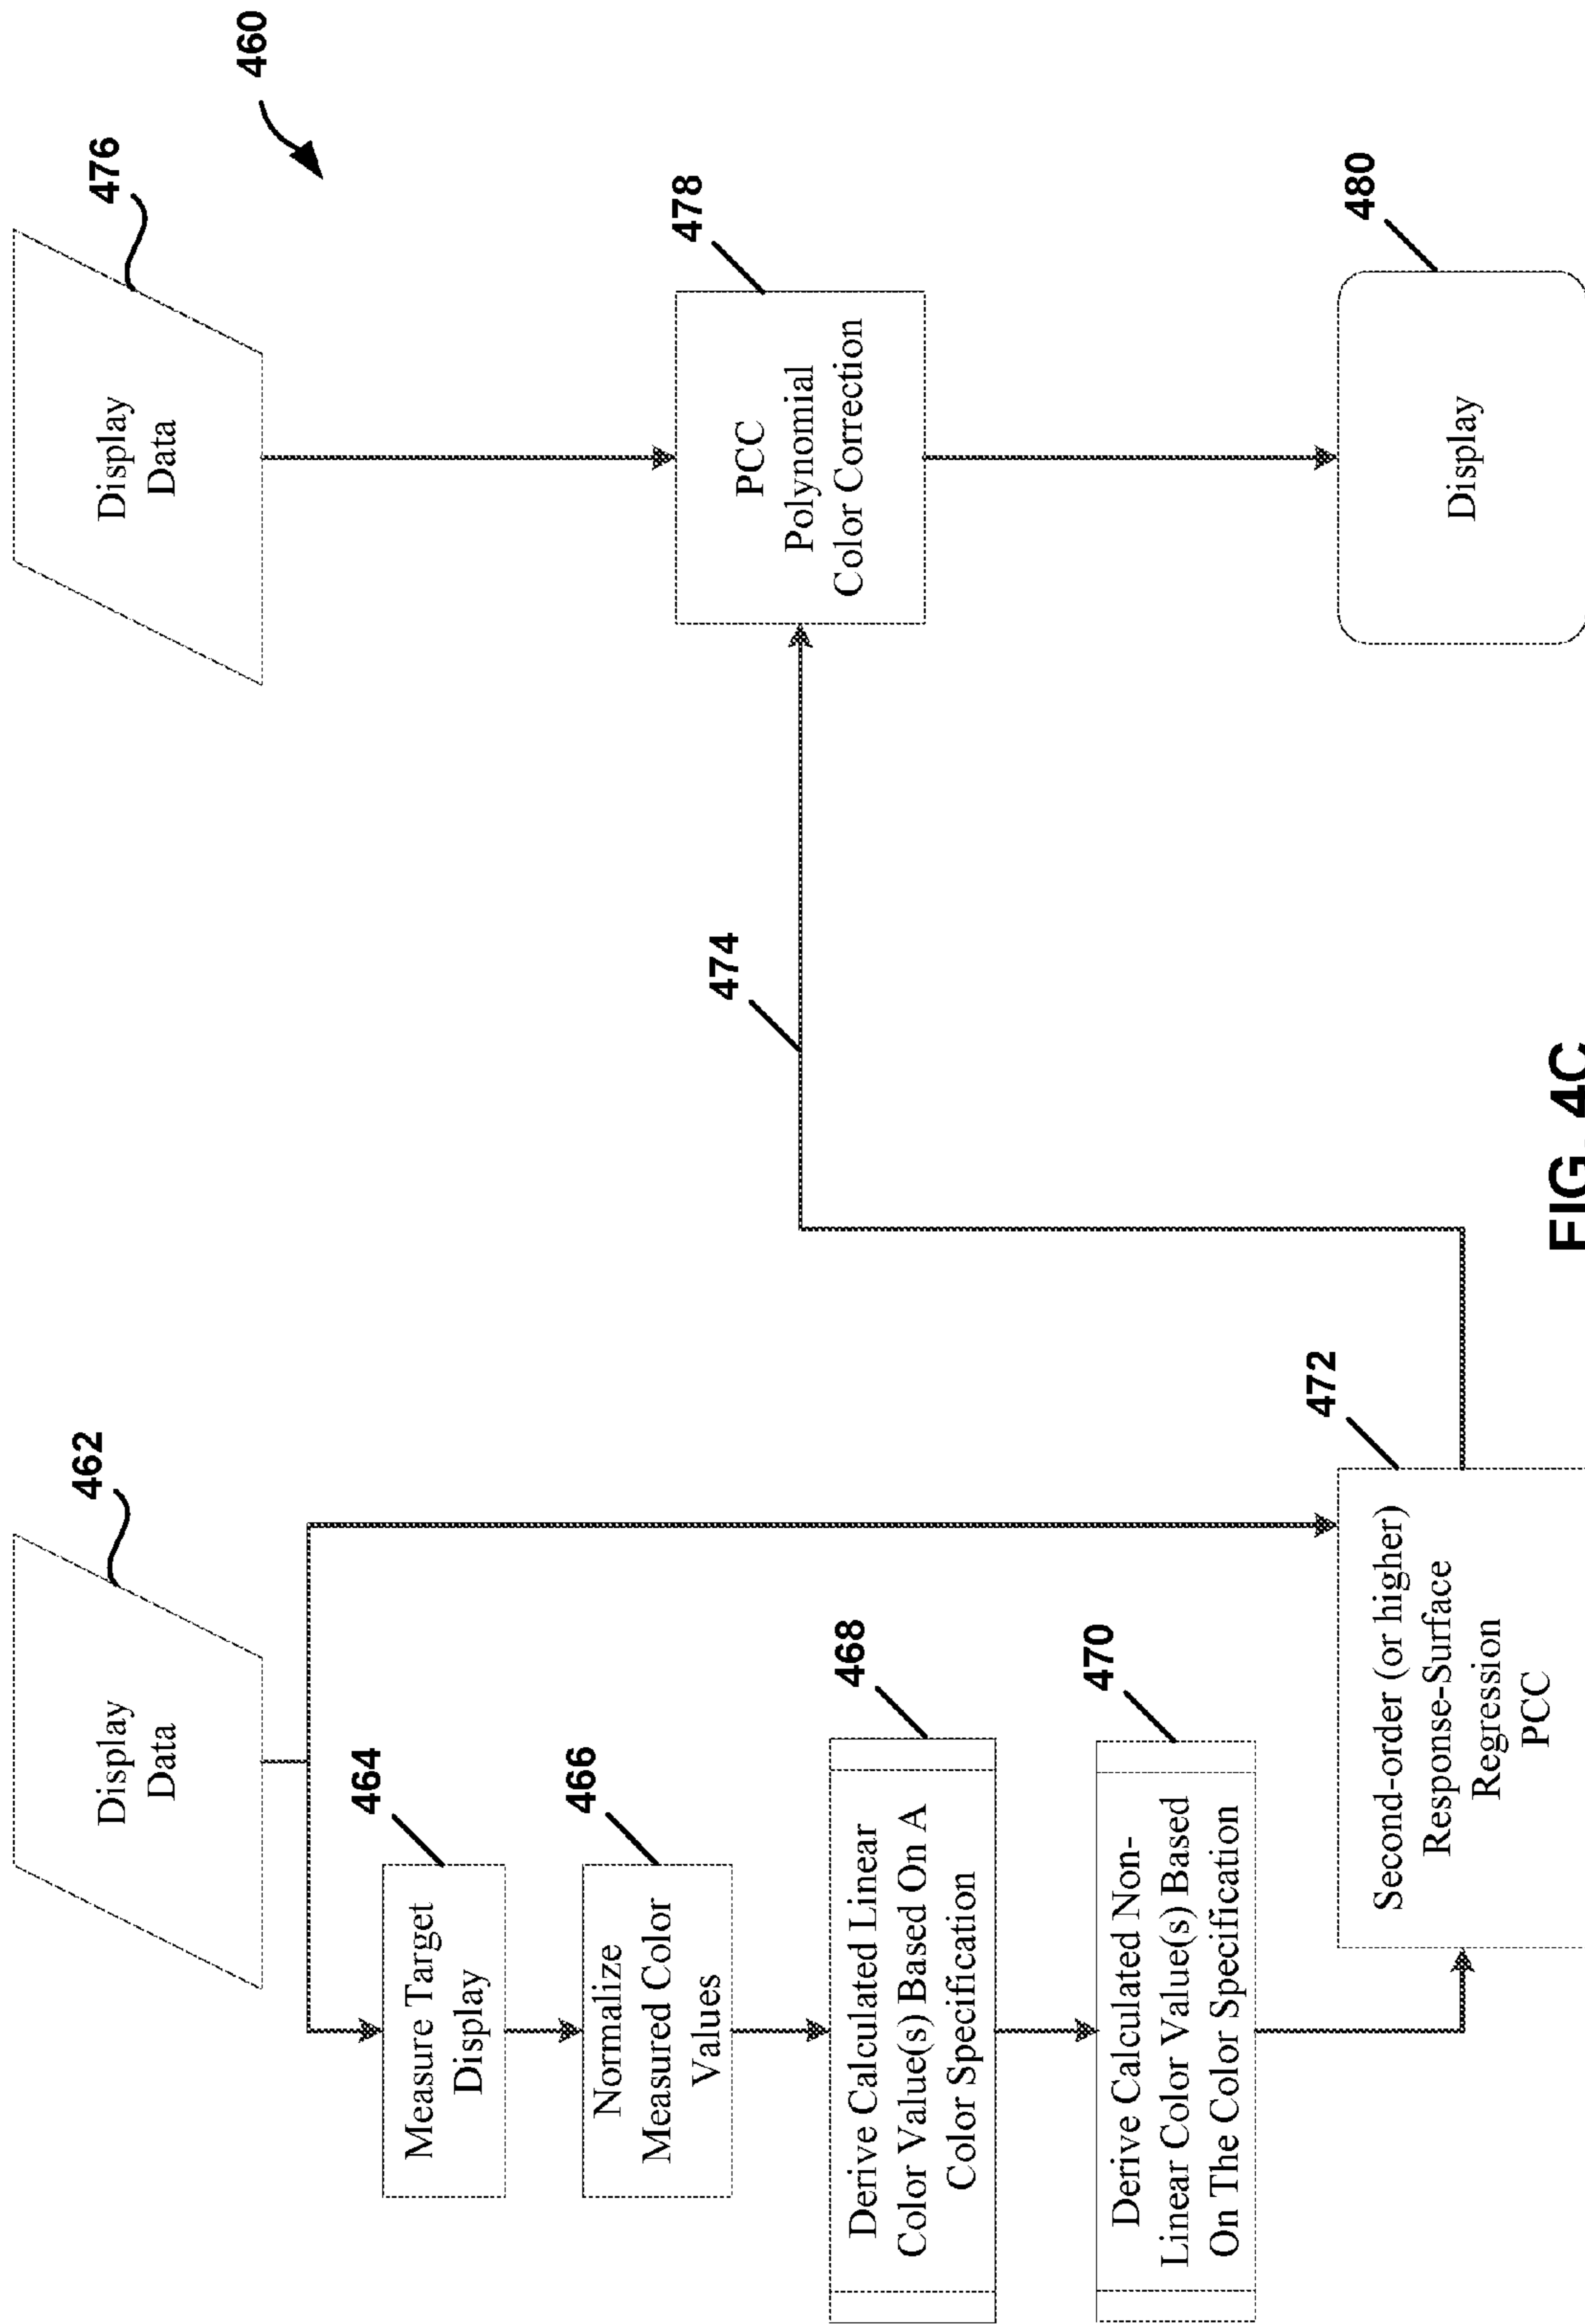 462
Display
Data
464
Measure Target
Display
466
Normalize
Measured Color
Values
468
Derive Calculated Linear
Color Value(s) Based On A
Color Specification
470
Derive Calculated Non-
Linear Color Value(s) Based
On The Color Specification
472
Second-order (or higher)
Response-Surface
Regression
PCC
474
476
Display
Data
460
478
PCC
Polynomial
Color Correction
480
Display
FIG. 4C